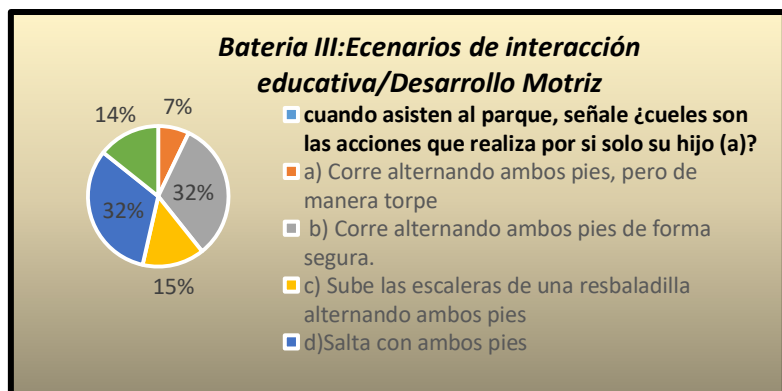 Bateria III:Ecenarios de interacción
educativa/Desarrollo Motriz
14%
7%
32%
32%
15%
cuando asisten al parque, señale ¿cueles son
las acciones que realiza por si solo su hijo (a)?
a) Corre alternando ambos pies, pero de
manera torpe
b) Corre alternando ambos pies de forma
segura.
c) Sube las escaleras de una resbaladilla
alternando ambos pies
d)Salta con ambos pies